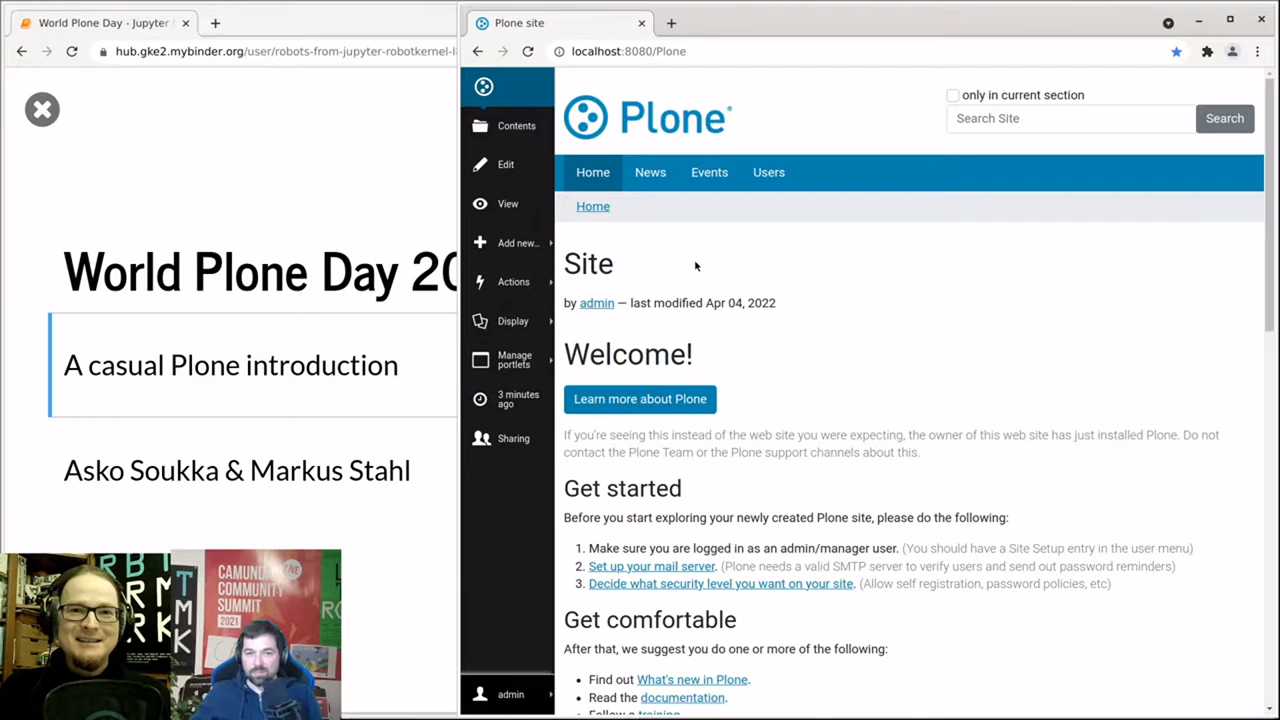 World Plone Day - Jupyter
hub.gke2.mybinder.org/user/robots-from-jupyter-robotkernel-l
World Plone Day 20
A casual Plone introduction
Asko Soukka & Markus Stahl
Plone site
localhost:8080/Plone
Contents
Edit
View
Add new...
Actions
Display
Manage
portlets
3 minutes
ago
Sharing
admin
Plone®
only in current section
Search Site
Search
Home
News
Events
Users
Home
Site
by admin — last modified Apr 04, 2022
Welcome!
Learn more about Plone
If you're seeing this instead of the web site you were expecting, the owner of this web site has just installed Plone. Do not
contact the Plone Team or the Plone support channels about this.
Get started
Before you start exploring your newly created Plone site, please do the following:
1. Make sure you are logged in as an admin/manager user. (You should have a Site Setup entry in the user menu)
2. Set up your mail server. (Plone needs a valid SMTP server to verify users and send out password reminders)
3. Decide what security level you want on your site. (Allow self registration, password policies, etc)
Get comfortable
After that, we suggest you do one or more of the following:
Find out What's new in Plone.
Read the documentation.
Follow a training.
CAMUNDA
COMMUNITY
SUMMIT
2021
LIVE